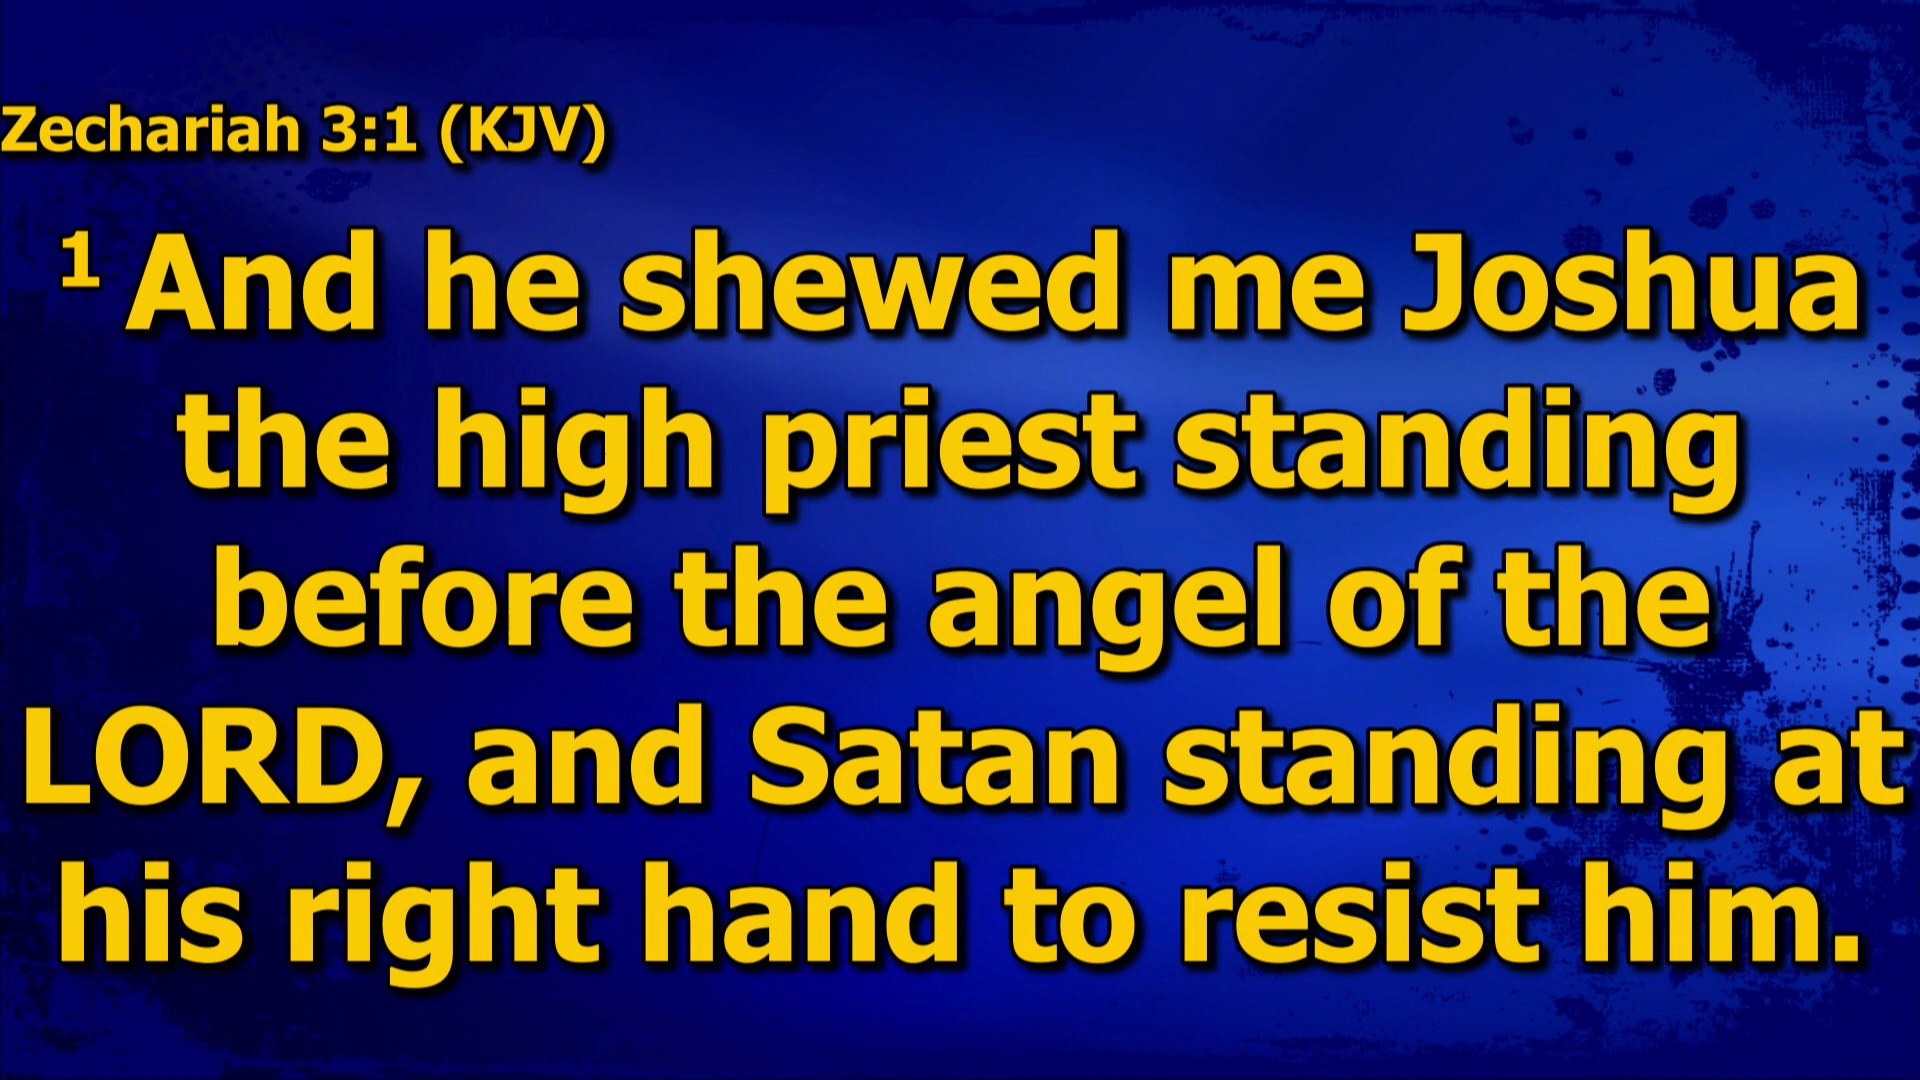 Zechariah 3:1 (KJV)
1 And he shewed me Joshua
the high priest standing
before the angel of the
LORD, and Satan standing at
his right hand to resist him.